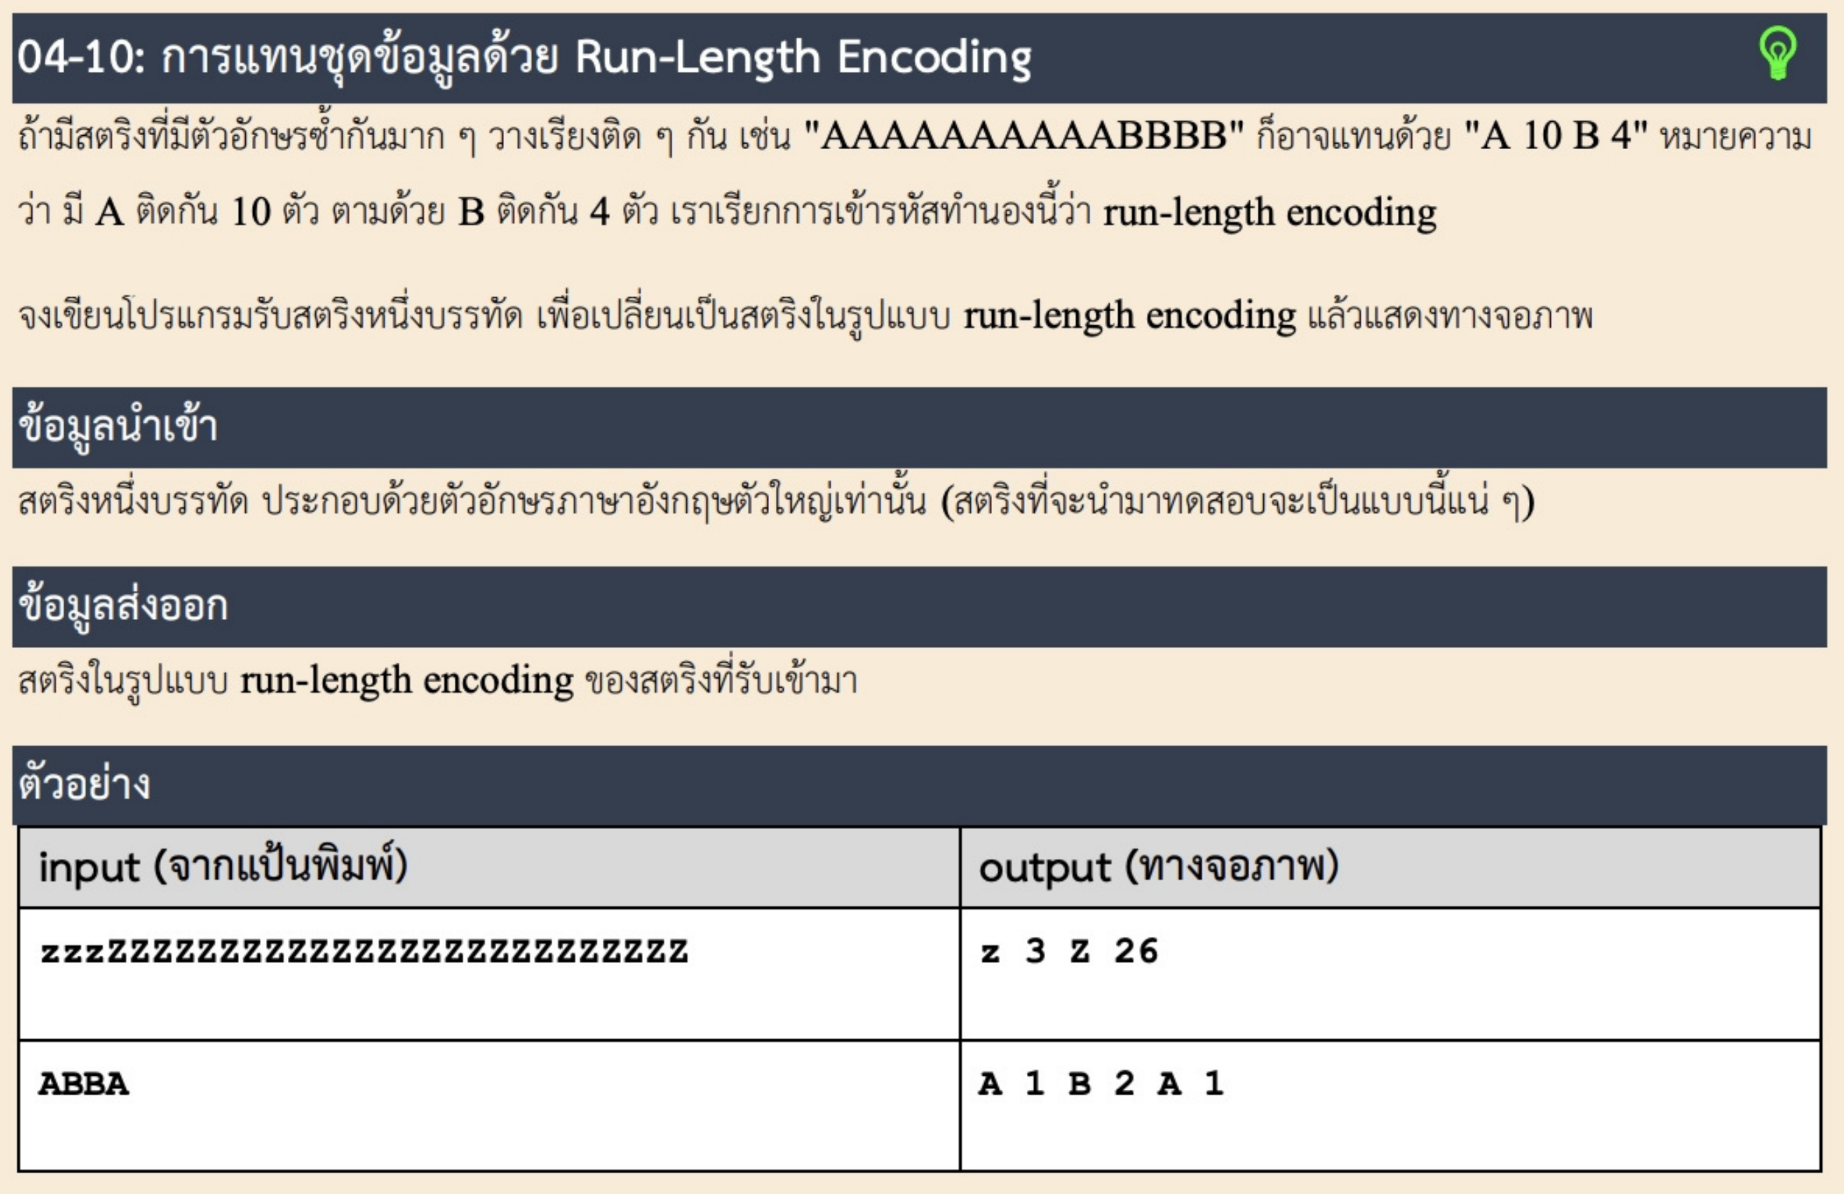 04-10: การแทนชุดข้อมูลด้วย Run-Length Encoding
ถ้ามีสตริงที่มีตัวอักษรซ้ำกันมาก ๆ วางเรียงติด ๆ กัน เช่น "AAAAAAAAAABBBB" ก็อาจแทนด้วย "A 10 B 4" หมายความ
ว่า มี A ติดกัน 10 ตัว ตามด้วย B ติดกัน 4 ตัว เราเรียกการเข้ารหัสทำนองนี้ว่า run-length encoding
จงเขียนโปรแกรมรับสตริงหนึ่งบรรทัด เพื่อเปลี่ยนเป็นสตริงในรูปแบบ run-length encoding แล้วแสดงทางจอภาพ
ข้อมูลนำเข้า
สตริงหนึ่งบรรทัด ประกอบด้วยตัวอักษรภาษาอังกฤษตัวใหญ่เท่านั้น (สตริงที่จะนำมาทดสอบจะเป็นแบบนี้แน่ ๆ)
ข้อมูลส่งออก
สตริงในรูปแบบ run-length encoding ของสตริงที่รับเข้ามา
ตัวอย่าง
input (จากแป้นพิมพ์)	output (ทางจอภาพ)
zzzZZZZZZZZZZZZZZZZZZZZZZZZZZ	z 3 Z 26
ABBA	A 1 B 2 A 1